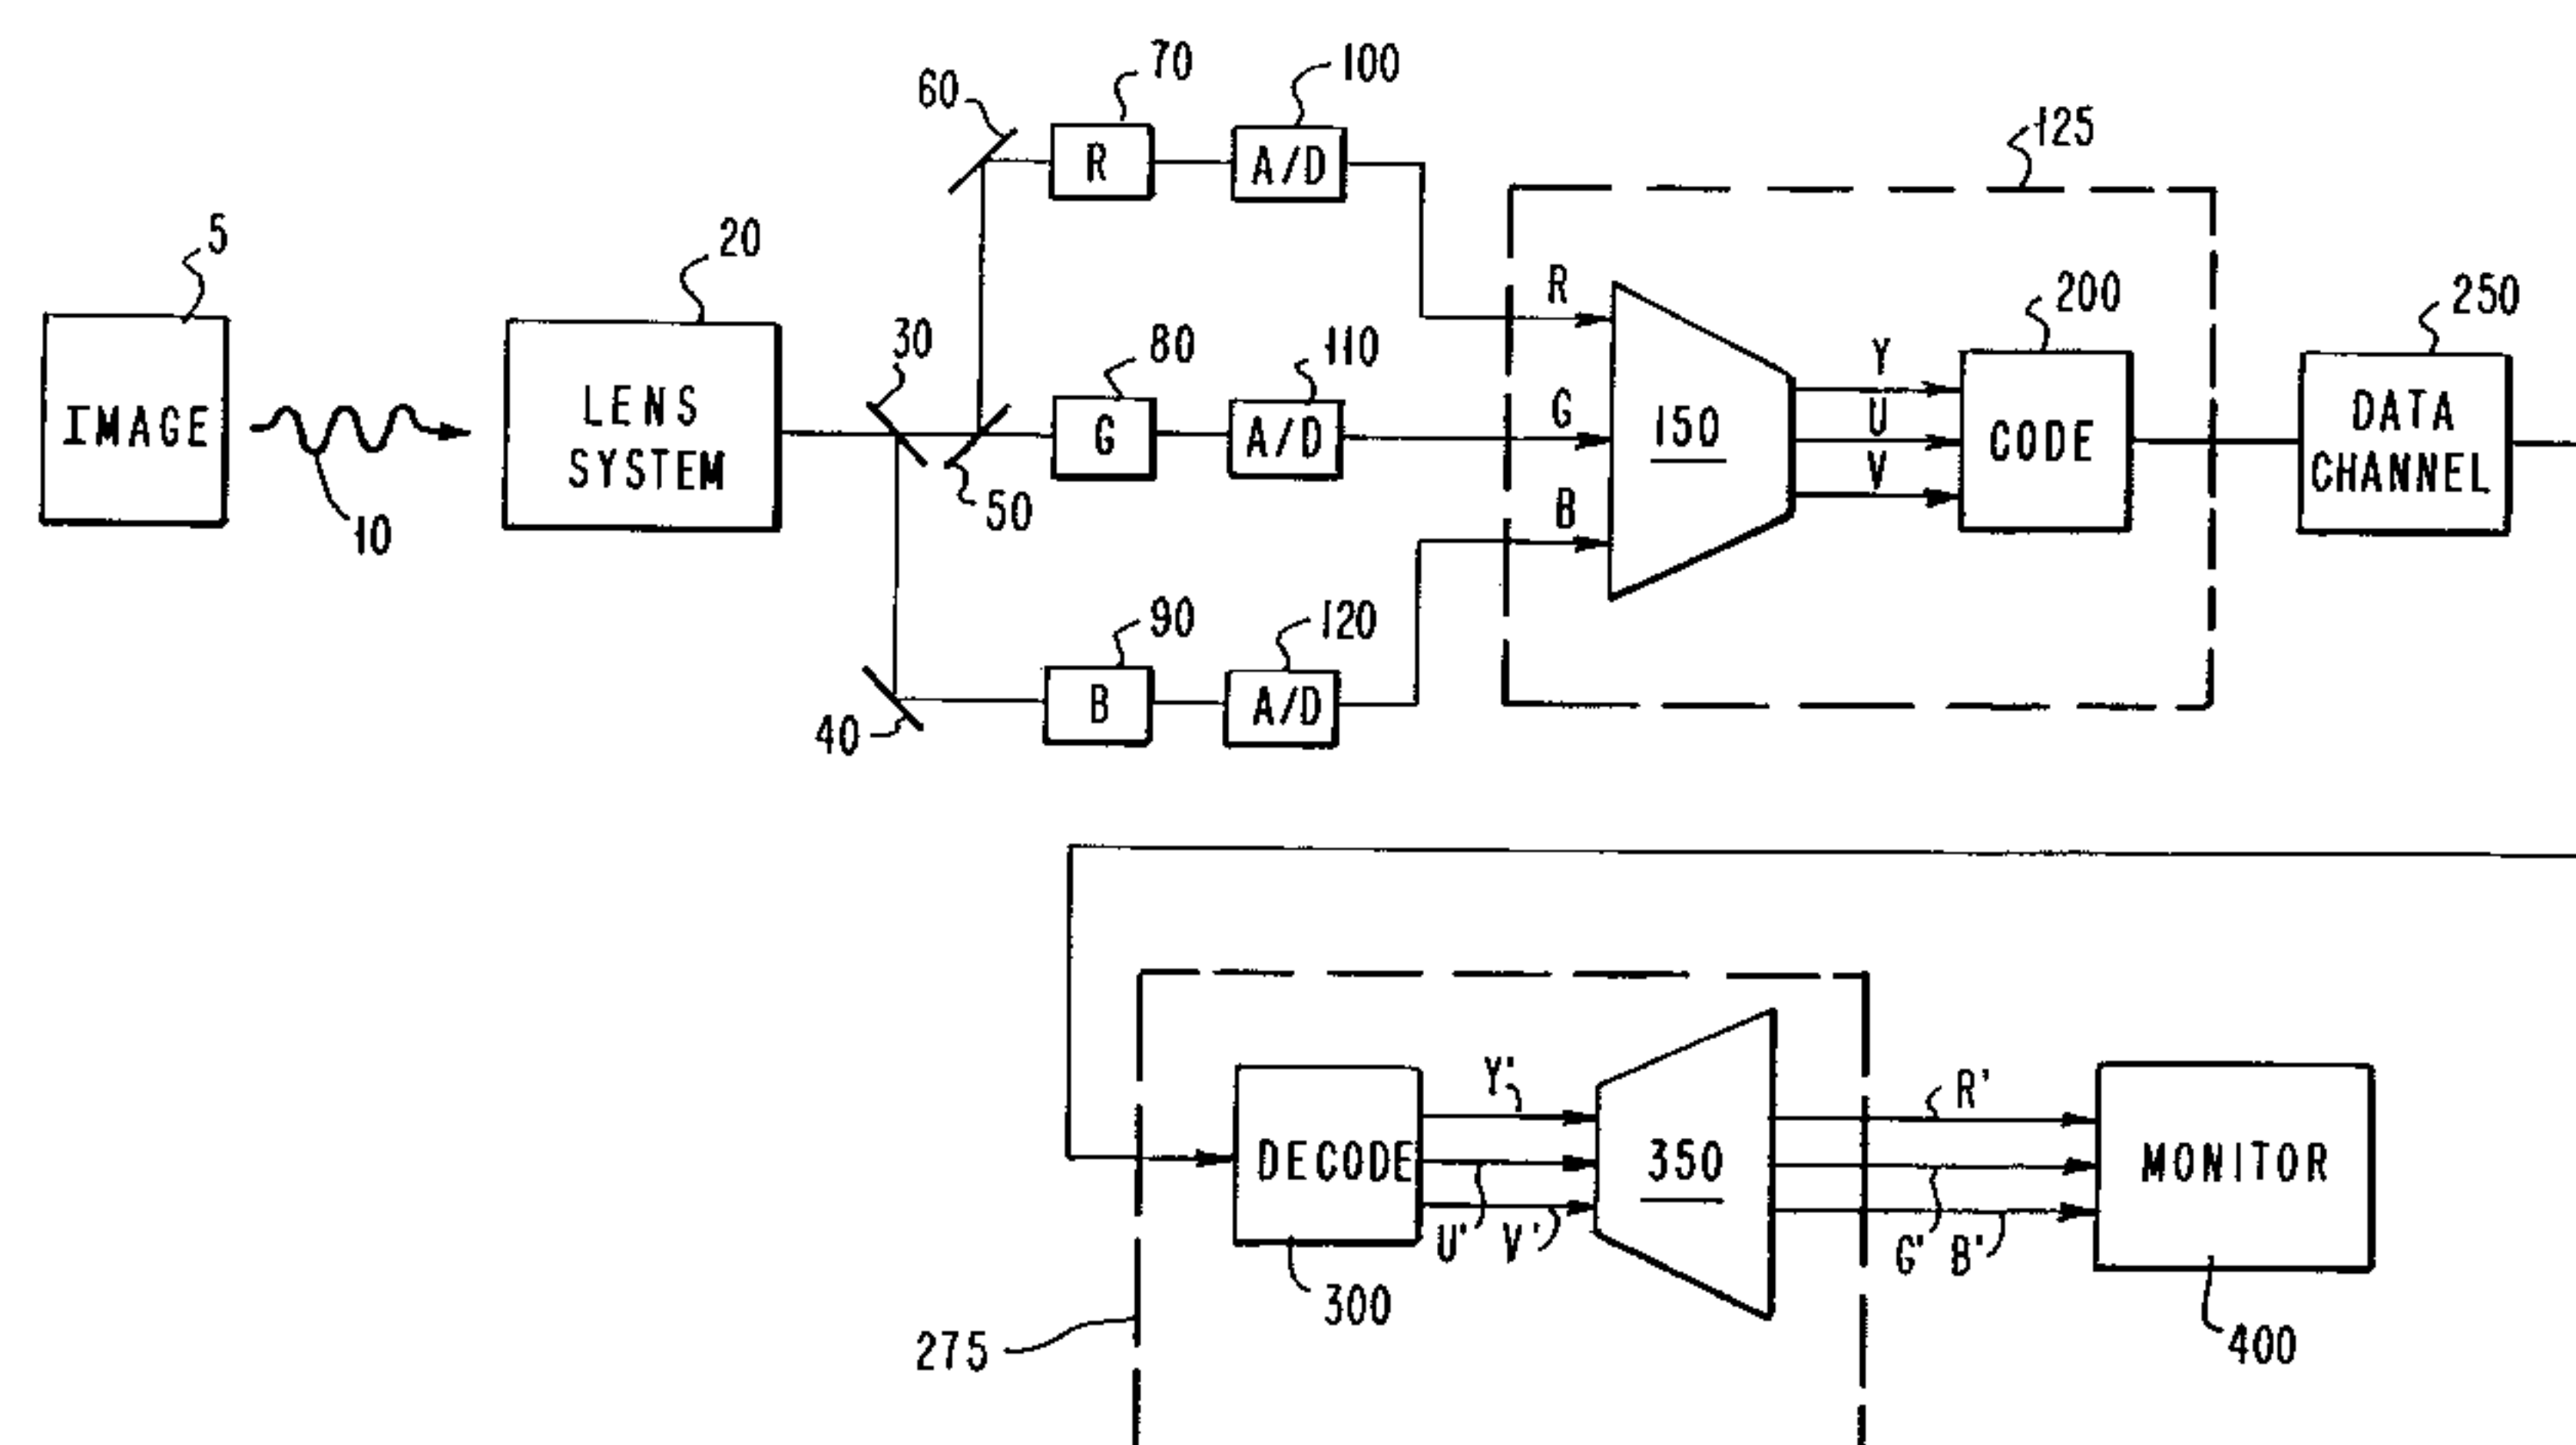 60
70
100
125
5
20
R
A/D
30
80
110
R
200
250
IMAGE
LENS
SYSTEM
G
A/D
G
150
Y
U
V
CODE
DATA
CHANNEL
10
50
B
90
120
40
B
A/D
Y'
R'
DECODE
350
MONITOR
U'
V'
G'
B'
300
275
400